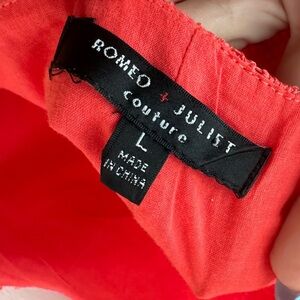 ROMEO + JULIET
Couture
L
MADE
IN CHINA